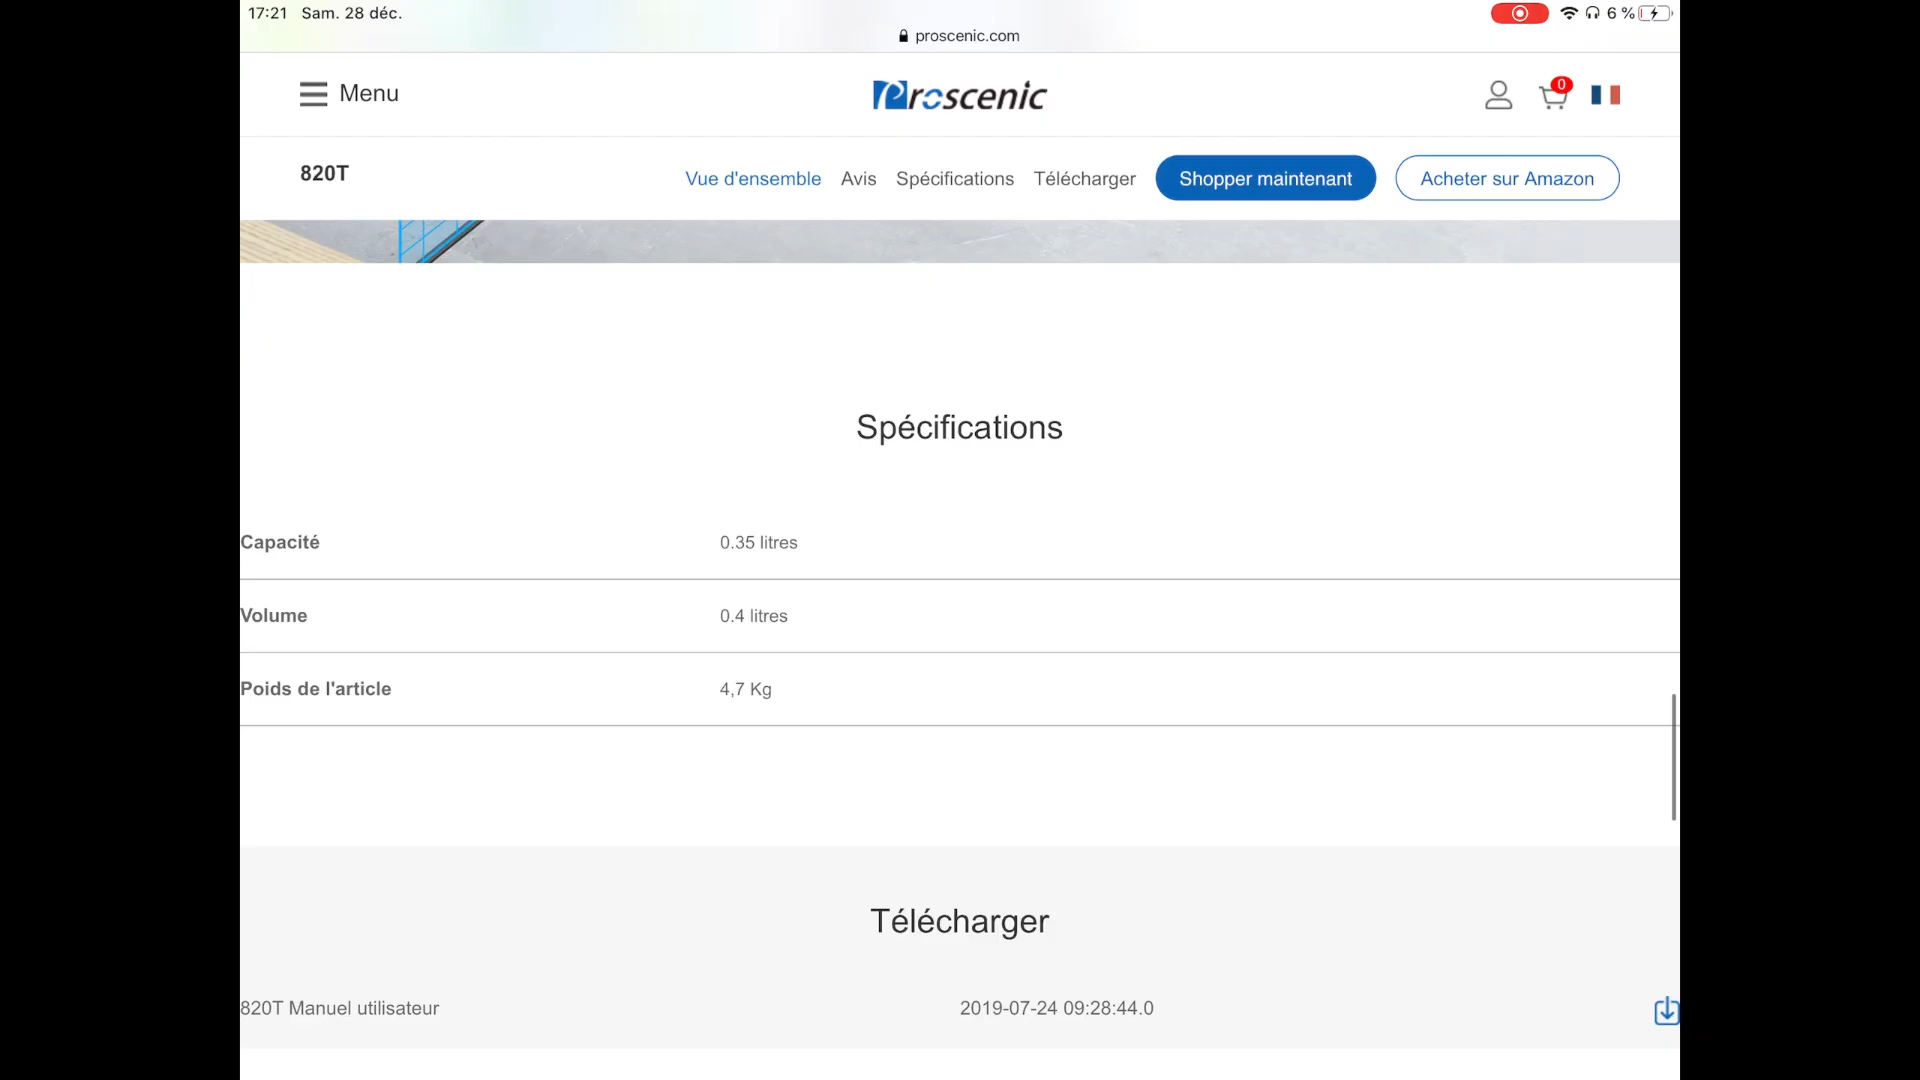 17:21 Sam. 28 déc.
6 %
proscenic.com
Menu
Proscenic
0
820T
Vue d'ensemble
Avis
Spécifications
Télécharger
Shopper maintenant
Acheter sur Amazon
Spécifications
Capacité 0.35 litres
Volume 0.4 litres
Poids de l'article 4,7 Kg
Télécharger
820T Manuel utilisateur 2019-07-24 09:28:44.0